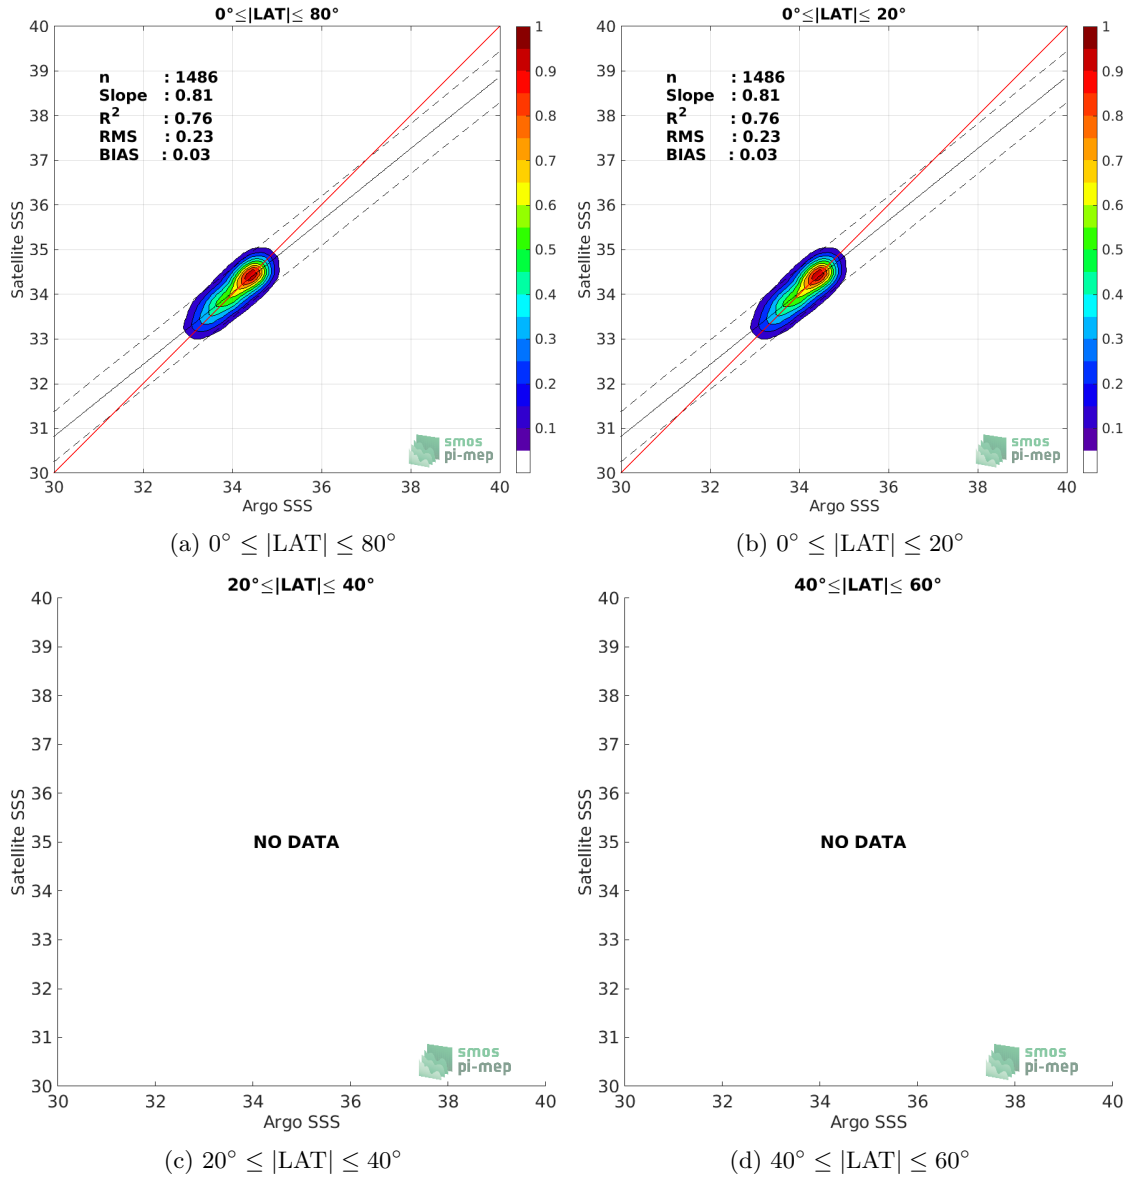 0°≤|LAT|≤ 80°
40
39
38
37
36
35
34
33
32
31
30
Satellite SSS
n : 1486
Slope : 0.81
R² : 0.76
RMS : 0.23
BIAS : 0.03
smos
pi-mep
30 32 34 36 38 40
Argo SSS
1
0.9
0.8
0.7
0.6
0.5
0.4
0.3
0.2
0.1
(a) 0° ≤ |LAT| ≤ 80°
0°≤|LAT|≤ 20°
40
39
38
37
36
35
34
33
32
31
30
Satellite SSS
n : 1486
Slope : 0.81
R² : 0.76
RMS : 0.23
BIAS : 0.03
smos
pi-mep
30 32 34 36 38 40
Argo SSS
1
0.9
0.8
0.7
0.6
0.5
0.4
0.3
0.2
0.1
(b) 0° ≤ |LAT| ≤ 20°
20°≤|LAT|≤ 40°
40
39
38
37
36
35
34
33
32
31
30
Satellite SSS
NO DATA
smos
pi-mep
30 32 34 36 38 40
Argo SSS
(c) 20° ≤ |LAT| ≤ 40°
40°≤|LAT|≤ 60°
40
39
38
37
36
35
34
33
32
31
30
Satellite SSS
NO DATA
smos
pi-mep
30 32 34 36 38 40
Argo SSS
(d) 40° ≤ |LAT| ≤ 60°